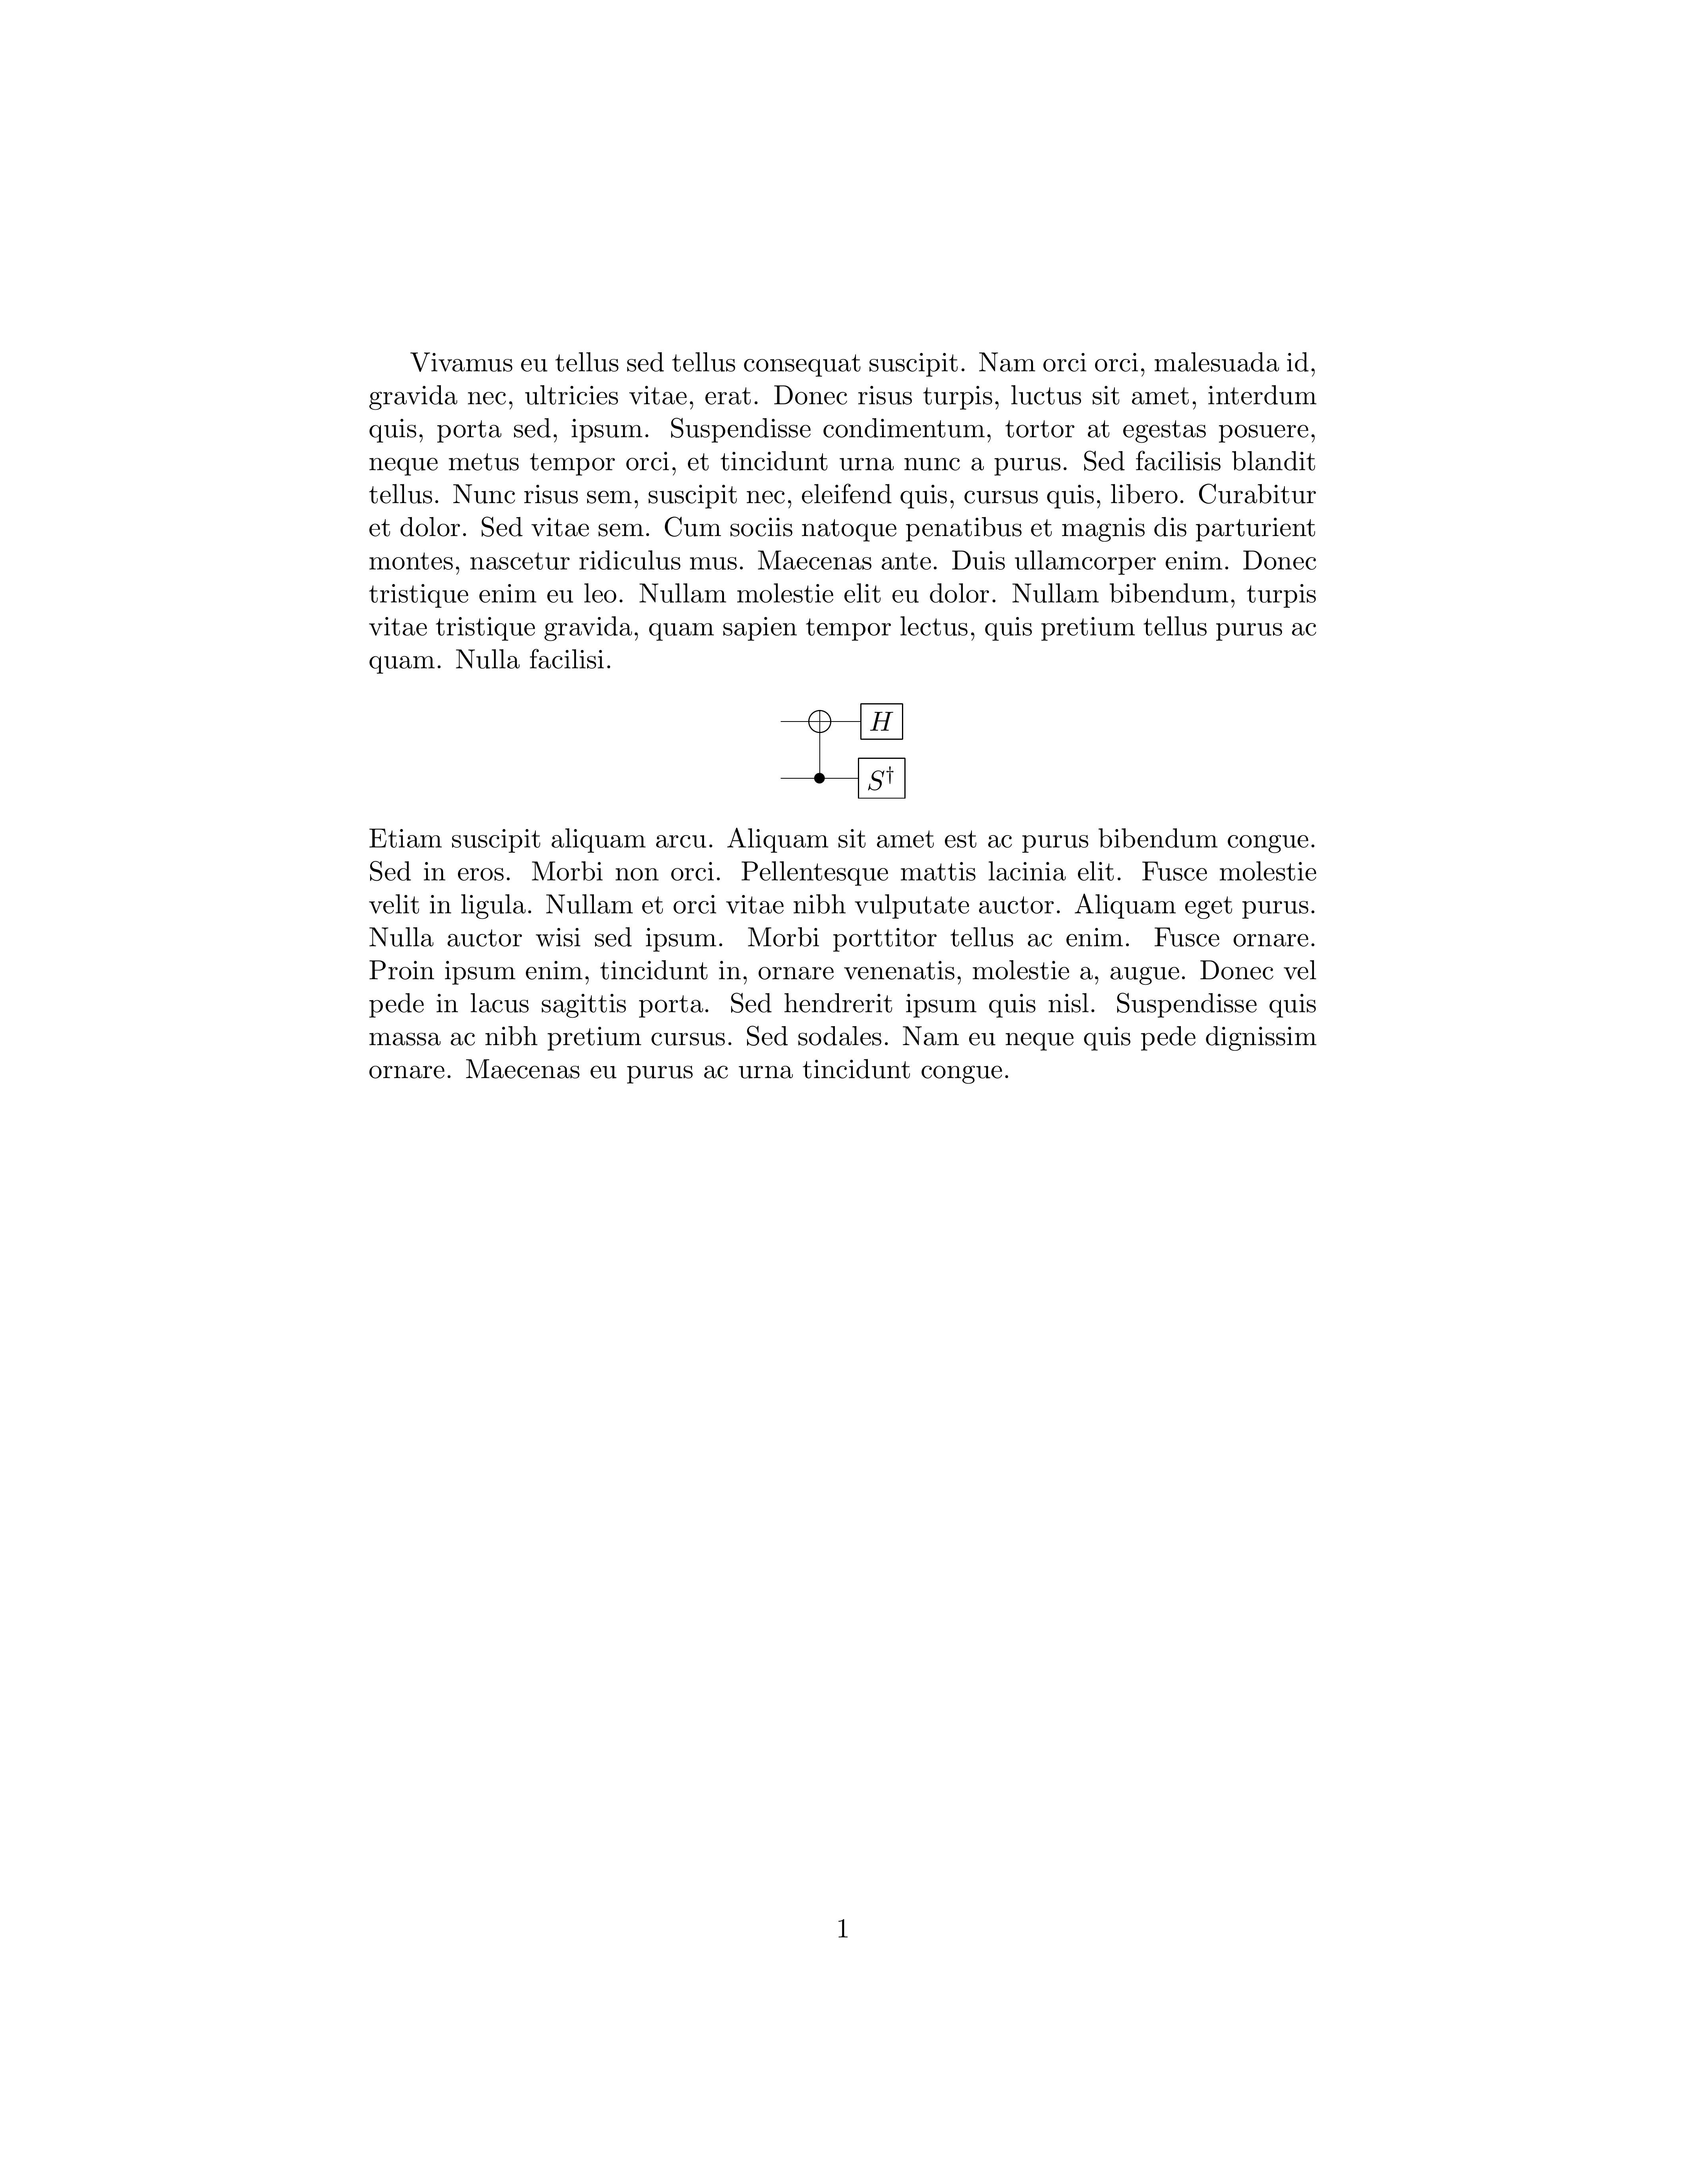 Vivamus eu tellus sed tellus consequat suscipit. Nam orci orci, malesuada id,
gravida nec, ultricies vitae, erat. Donec risus turpis, luctus sit amet, interdum
quis, porta sed, ipsum. Suspendisse condimentum, tortor at egestas posuere,
neque metus tempor orci, et tincidunt urna nunc a purus. Sed facilisis blandit
tellus. Nunc risus sem, suscipit nec, eleifend quis, cursus quis, libero. Curabitur
et dolor. Sed vitae sem. Cum sociis natoque penatibus et magnis dis parturient
montes, nascetur ridiculus mus. Maecenas ante. Duis ullamcorper enim. Donec
tristique enim eu leo. Nullam molestie elit eu dolor. Nullam bibendum, turpis
vitae tristique gravida, quam sapien tempor lectus, quis pretium tellus purus ac
quam. Nulla facilisi.
H
S†
Etiam suscipit aliquam arcu. Aliquam sit amet est ac purus bibendum congue.
Sed in eros. Morbi non orci. Pellentesque mattis lacinia elit. Fusce molestie
velit in ligula. Nullam et orci vitae nibh vulputate auctor. Aliquam eget purus.
Nulla auctor wisi sed ipsum. Morbi porttitor tellus ac enim. Fusce ornare.
Proin ipsum enim, tincidunt in, ornare venenatis, molestie a, augue. Donec vel
pede in lacus sagittis porta. Sed hendrerit ipsum quis nisl. Suspendisse quis
massa ac nibh pretium cursus. Sed sodales. Nam eu neque quis pede dignissim
ornare. Maecenas eu purus ac urna tincidunt congue.
1